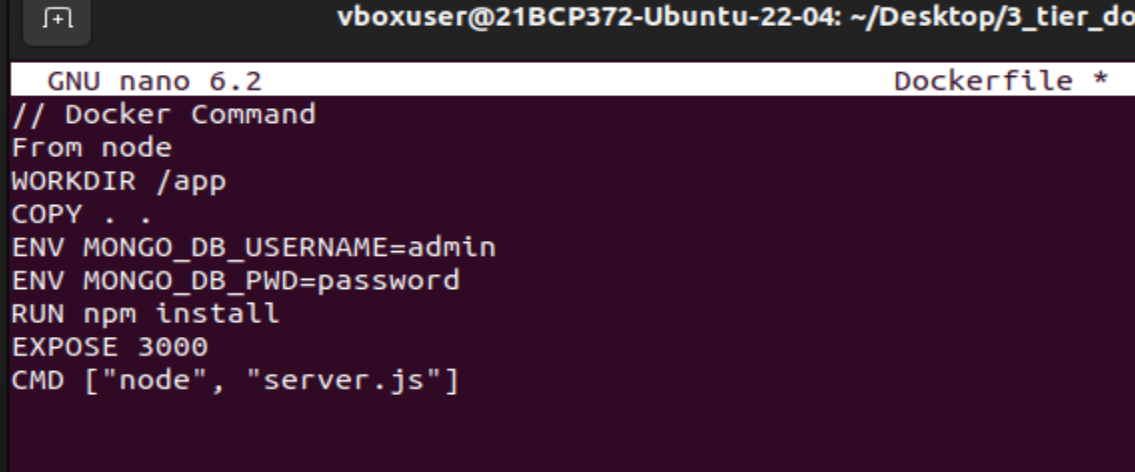 vboxuser@21BCP372-Ubuntu-22-04: ~/Desktop/3_tier_do
GNU nano 6.2 Dockerfile *
// Docker Command
From node
WORKDIR /app
COPY . .
ENV MONGO_DB_USERNAME=admin
ENV MONGO_DB_PWD=password
RUN npm install
EXPOSE 3000
CMD ["node", "server.js"]